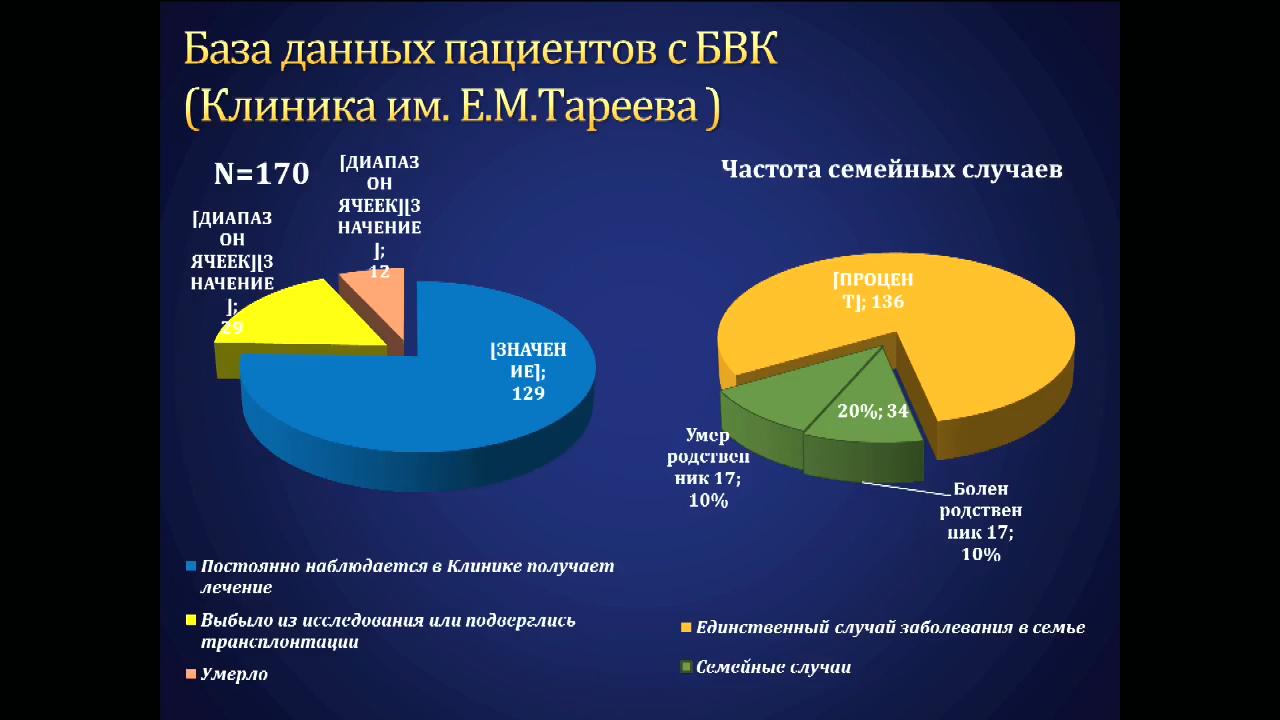 База данных пациентов с БВК
(Клиника им. Е.М.Тареева )
N=170
[ДИАПАЗ
ОН
ЯЧЕЕК][З
НАЧЕНИЕ
];
12
[ДИАПАЗ
ОН
ЯЧЕЕК][З
НАЧЕНИЕ
];
29
[ЗНАЧЕН
ИЕ];
129
Постоянно наблюдается в Клинике получает
лечение
Выбыло из исследования или подверглись
трансплонтации
Умерло
Частота семейных случаев
[ПРОЦЕН
Т]; 136
20%; 34
Умер
родствен
ник 17;
10%
Болен
родствен
ник 17;
10%
Единственный случай заболевания в семье
Семейные случаи